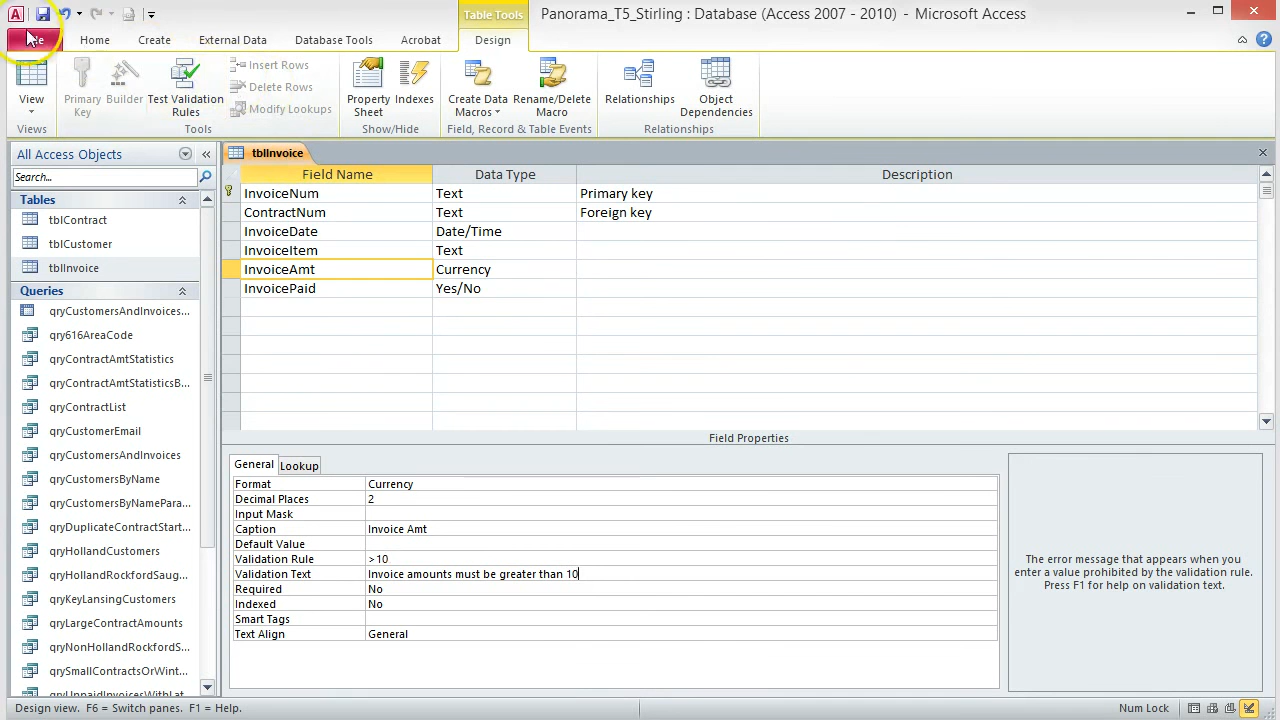 Table Tools
Panorama_T5_Stirling : Database (Access 2007 - 2010) - Microsoft Access
Home
Create
External Data
Database Tools
Acrobat
Design
View
Primary Key
Builder
Test Validation Rules
Insert Rows
Delete Rows
Modify Lookups
Property Sheet
Indexes
Create Data Macros
Rename/Delete Macro
Relationships
Object Dependencies
Views
Tools
Show/Hide
Field, Record & Table Events
Relationships
All Access Objects
Search...
Tables
tblContract
tblCustomer
tblInvoice
Queries
qryCustomersAndInvoices...
qry616AreaCode
qryContractAmtStatistics
qryContractAmtStatisticsB...
qryContractList
qryCustomerEmail
qryCustomersAndInvoices
qryCustomersByName
qryCustomersByNamePara...
qryDuplicateContractStart...
qryHollandCustomers
qryHollandRockfordSaug...
qryKeyLansingCustomers
qryLargeContractAmounts
qryNonHollandRockfordS...
qrySmallContractsOrWint...
qryUnpaidInvoicesWithLat...
tblInvoice
Field Name Data Type Description
InvoiceNum Text Primary key
ContractNum Text Foreign key
InvoiceDate Date/Time
InvoiceItem Text
InvoiceAmt Currency
InvoicePaid Yes/No
Field Properties
General Lookup
Format Currency
Decimal Places 2
Input Mask
Caption Invoice Amt
Default Value
Validation Rule >10
Validation Text Invoice amounts must be greater than 10
Required No
Indexed No
Smart Tags
Text Align General
The error message that appears when you
enter a value prohibited by the validation rule.
Press F1 for help on validation text.
Design view. F6 = Switch panes. F1 = Help.
Num Lock